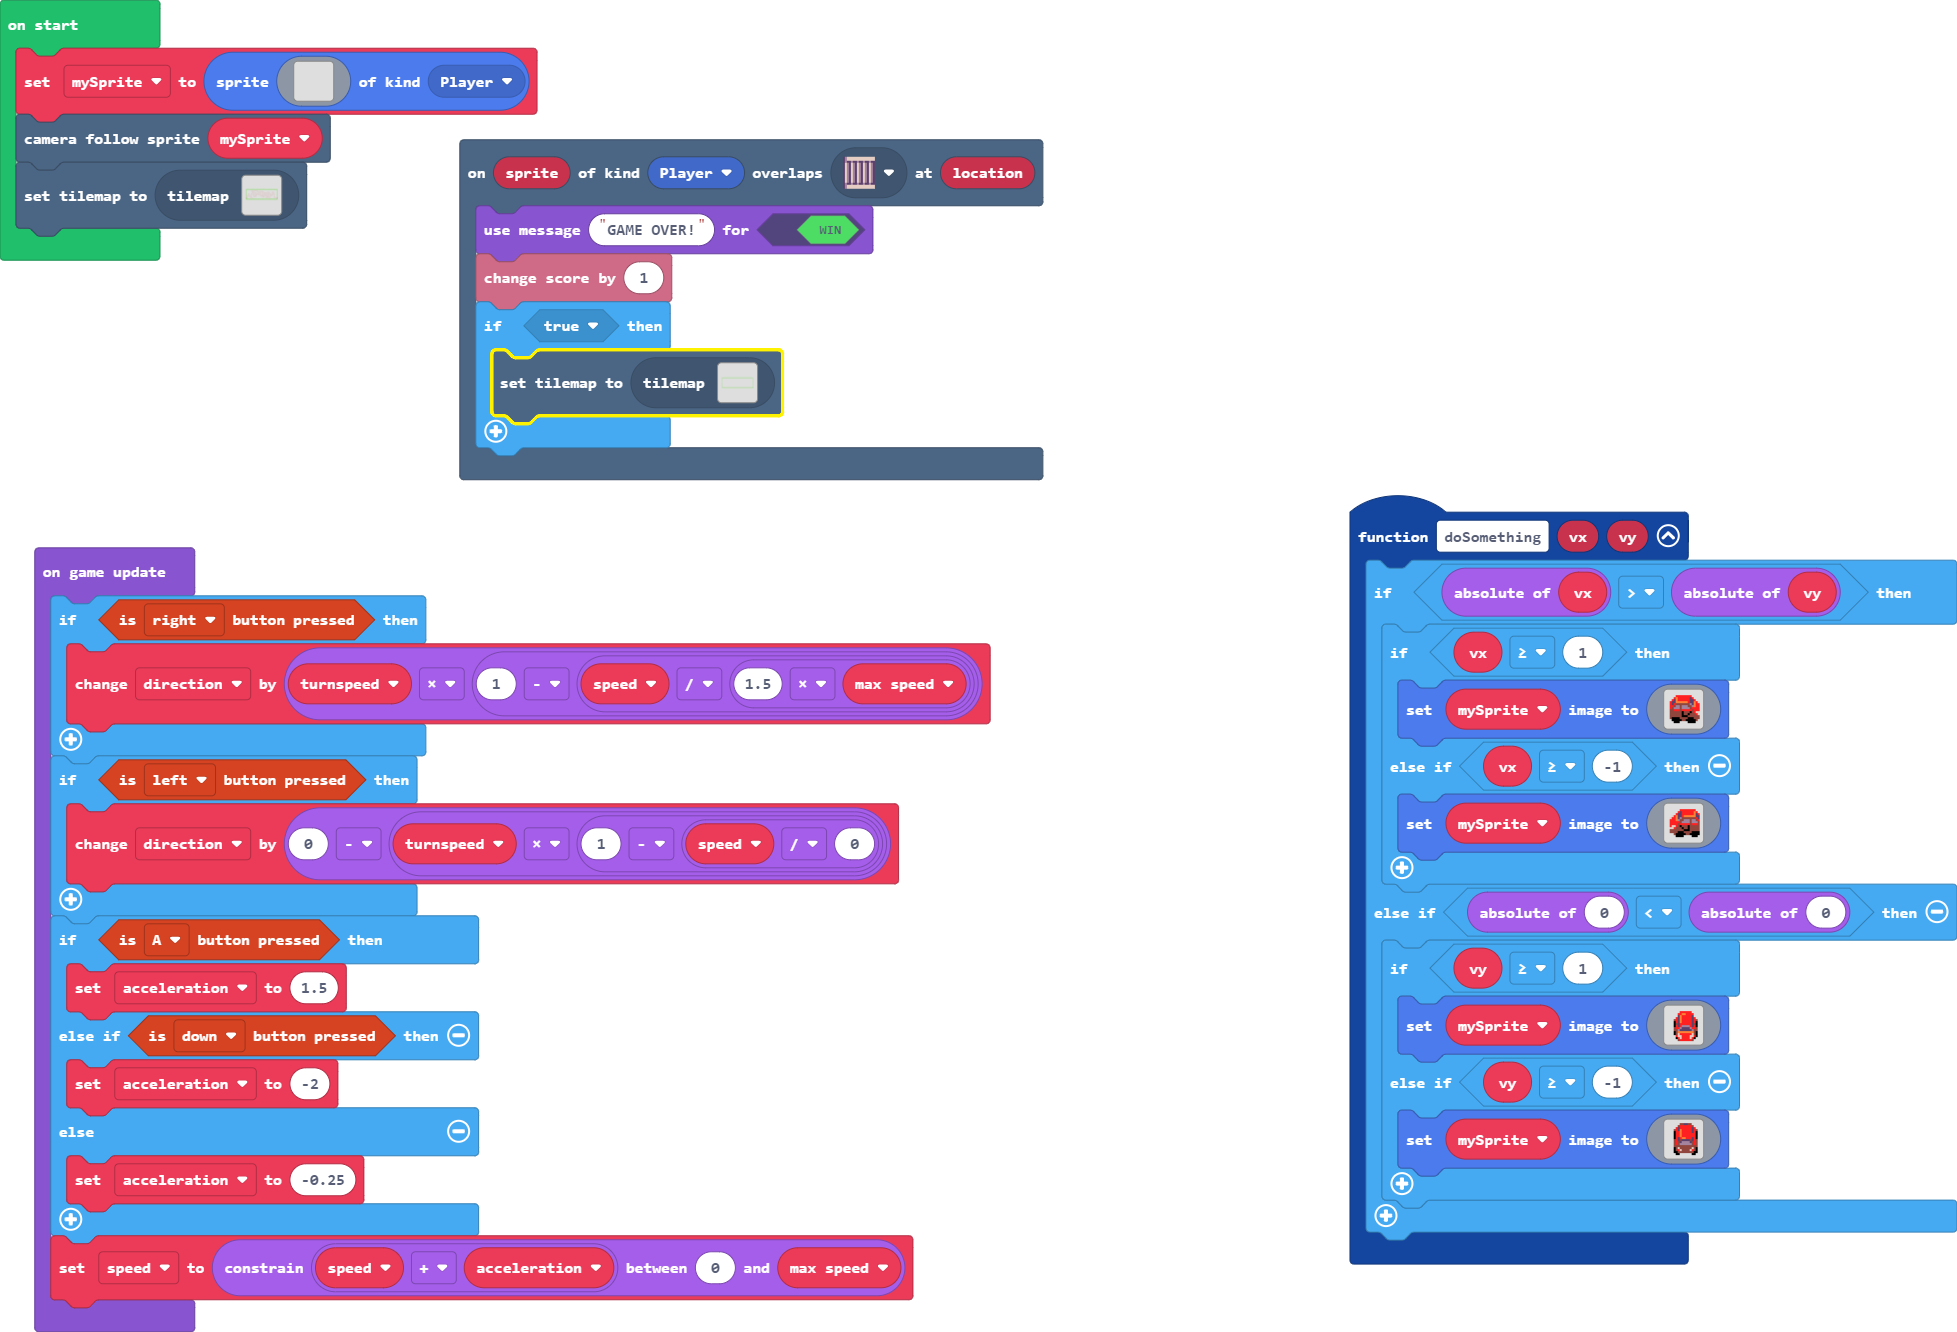 on start
set mySprite to sprite of kind Player
camera follow sprite mySprite
set tilemap to tilemap
on sprite of kind Player overlaps at location
use message "GAME OVER!" for WIN
change score by 1
if true then
set tilemap to tilemap
on game update
if is right button pressed then
change direction by turnspeed × 1 - speed / 1.5 × max speed
if is left button pressed then
change direction by 0 - turnspeed × 1 - speed / 0
if is A button pressed then
set acceleration to 1.5
else if is down button pressed then
set acceleration to -2
else
set acceleration to -0.25
set speed to constrain speed + acceleration between 0 and max speed
function doSomething vx vy
if absolute of vx > absolute of vy then
if vx ≥ 1 then
set mySprite image to
else if vx ≥ -1 then
set mySprite image to
else if absolute of 0 < absolute of 0 then
if vy ≥ 1 then
set mySprite image to
else if vy ≥ -1 then
set mySprite image to